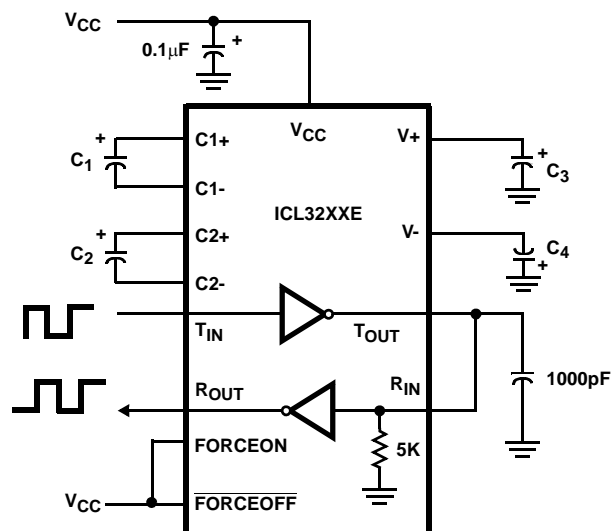 VCC
0.1μF
+
VCC
V+
C1+
+
C1
C1-
+
C3
ICL32XXE
C2+
+
C2
C2-
V-
C4
+
TIN
TOUT
1000pF
ROUT
RIN
5K
FORCEON
VCC
FORCEOFF